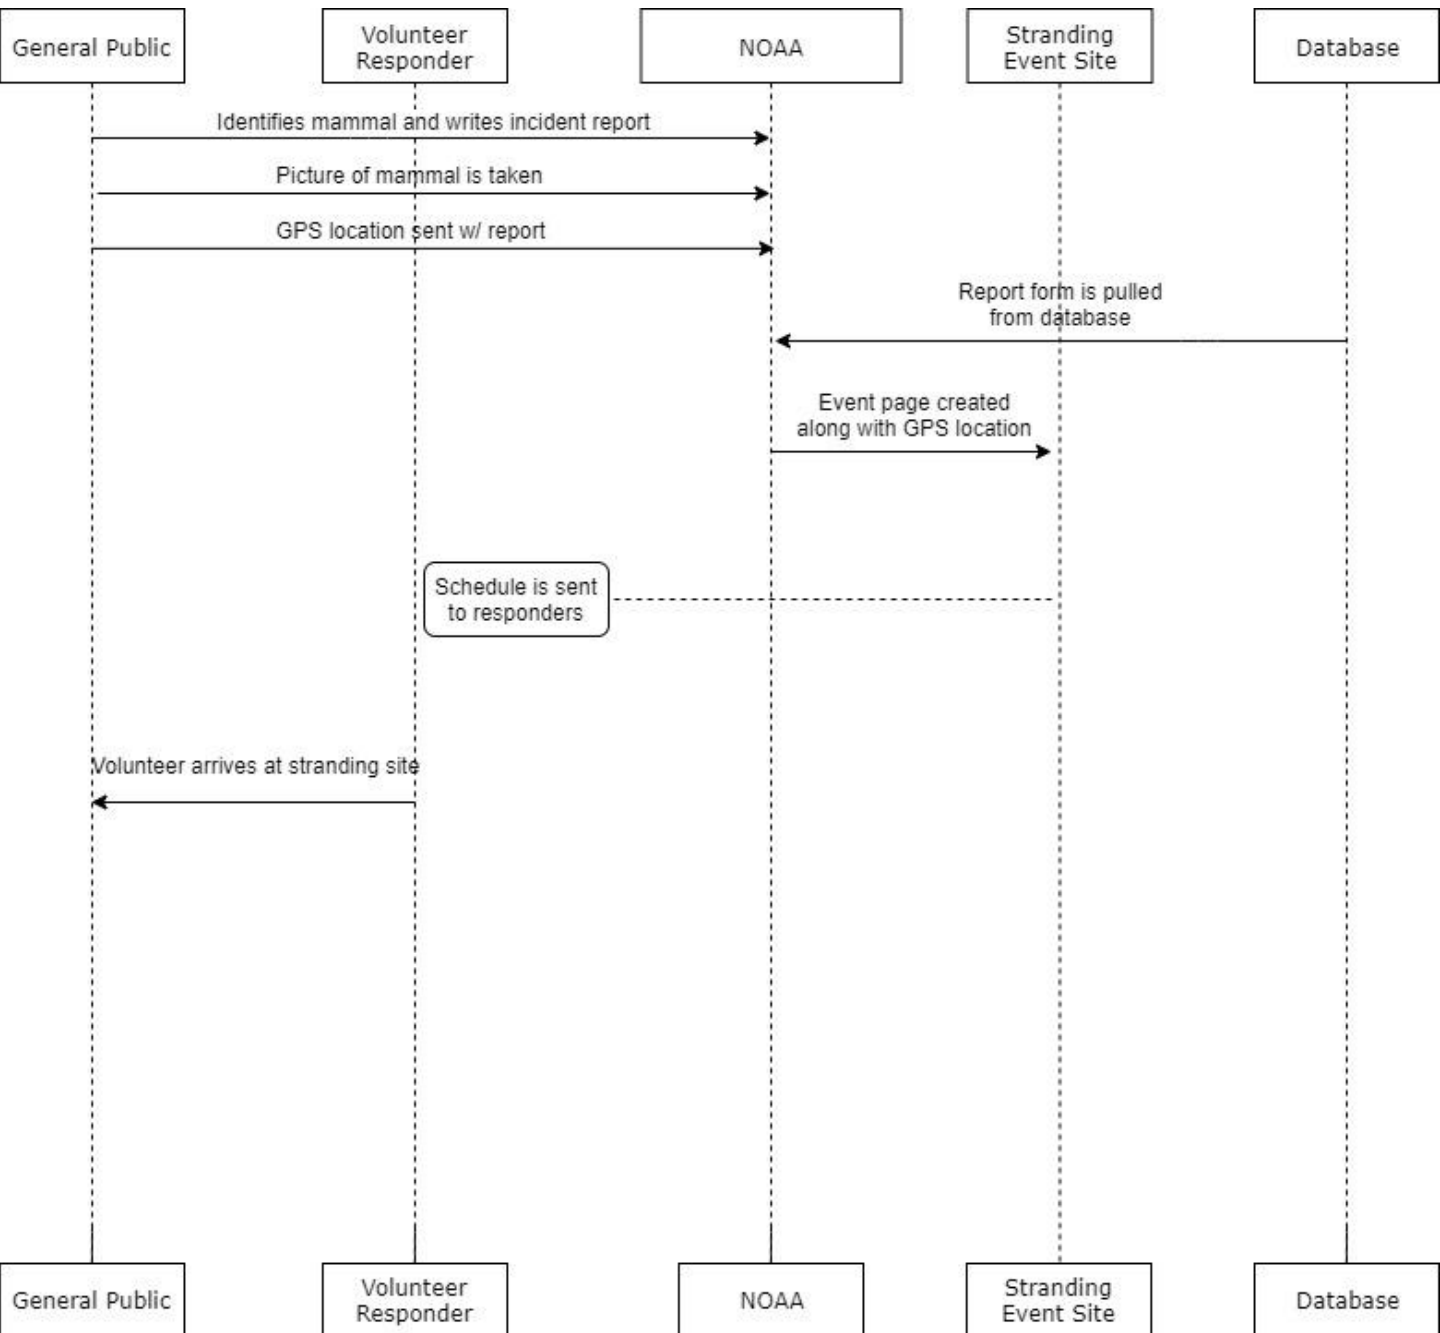 General Public
Volunteer
Responder
NOAA
Stranding
Event Site
Database
Identifies mammal and writes incident report
Picture of mammal is taken
GPS location sent w/ report
Report form is pulled
from database
Event page created
along with GPS location
Schedule is sent
to responders
Volunteer arrives at stranding site
General Public
Volunteer
Responder
NOAA
Stranding
Event Site
Database